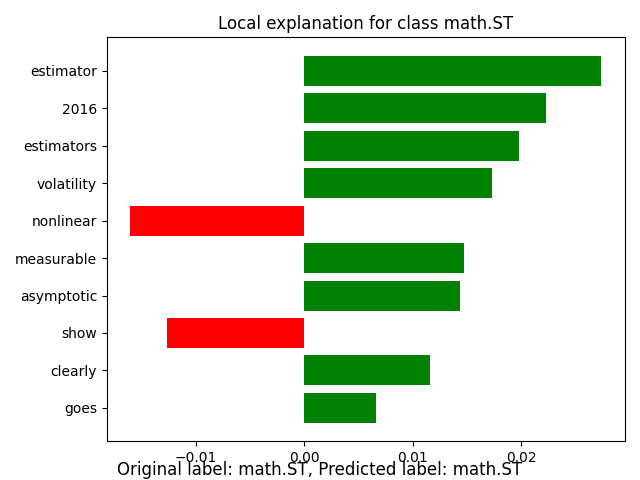 Local explanation for class math.ST
estimator
2016
estimators
volatility
nonlinear
measurable
asymptotic
show
clearly
goes
−0.01 0.00 0.01 0.02
Original label: math.ST, Predicted label: math.ST